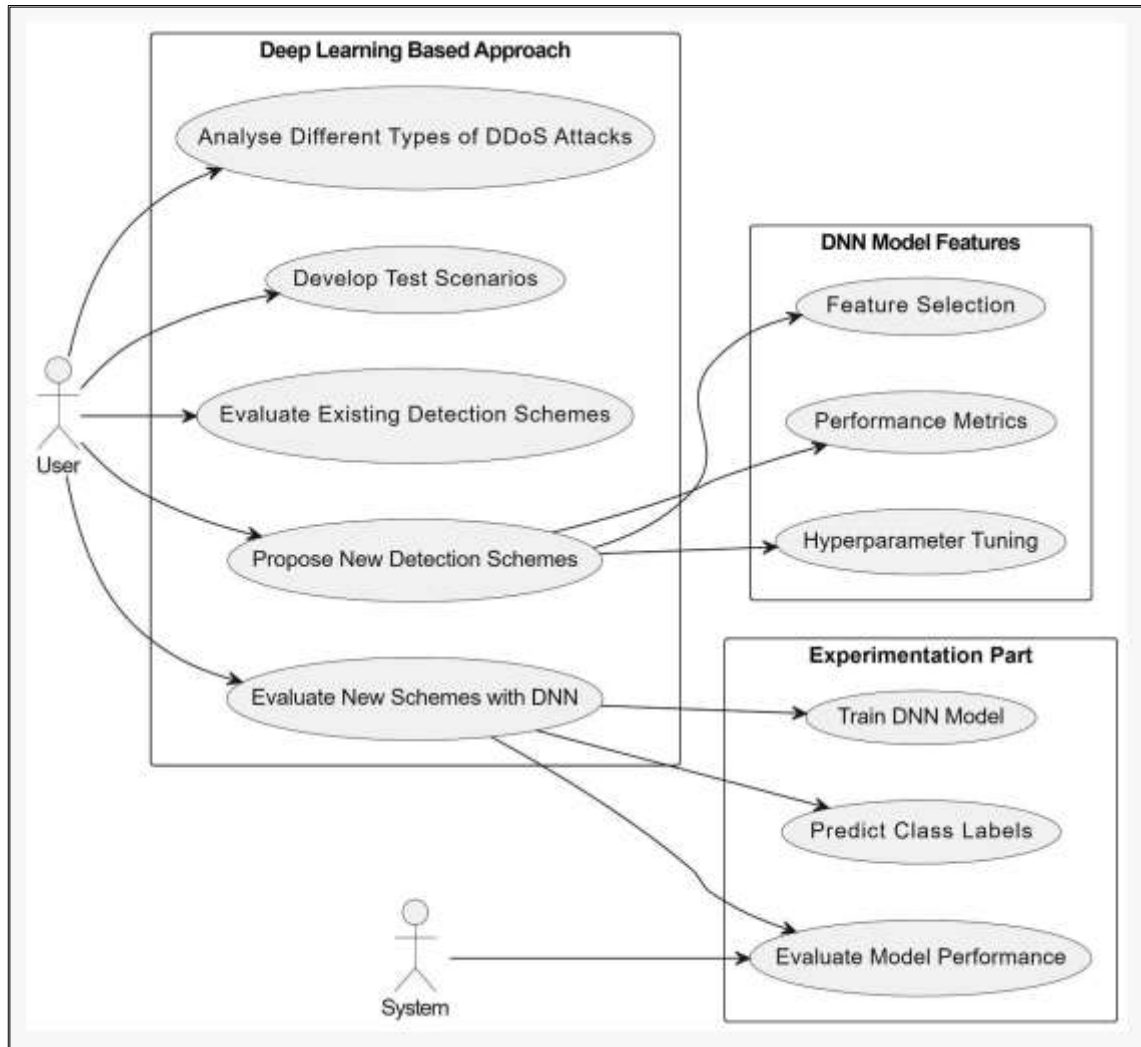 Deep Learning Based Approach
Analyse Different Types of DDoS Attacks
Develop Test Scenarios
Evaluate Existing Detection Schemes
Propose New Detection Schemes
Evaluate New Schemes with DNN
User
DNN Model Features
Feature Selection
Performance Metrics
Hyperparameter Tuning
Experimentation Part
Train DNN Model
Predict Class Labels
Evaluate Model Performance
System